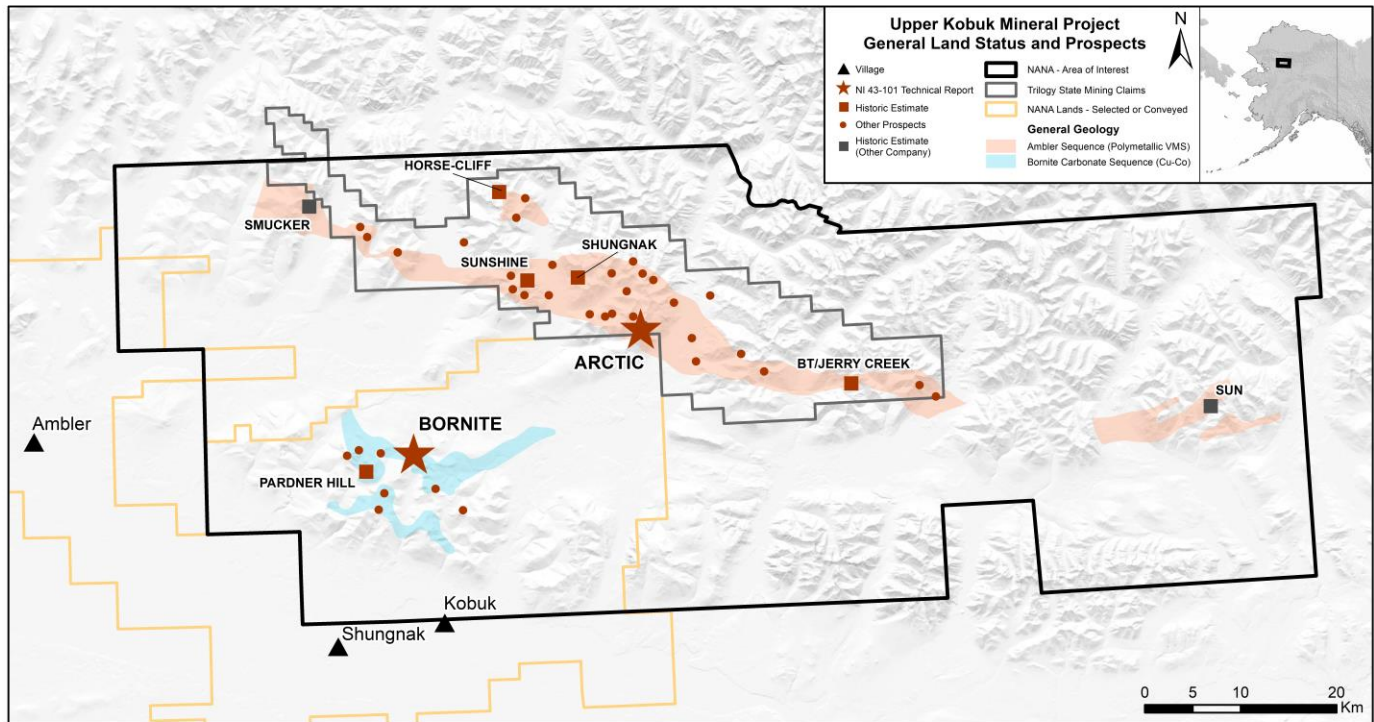 Upper Kobuk Mineral Project
General Land Status and Prospects
N
Village
NI 43-101 Technical Report
Historic Estimate
Other Prospects
Historic Estimate
(Other Company)
NANA - Area of Interest
Trilogy State Mining Claims
NANA Lands - Selected or Conveyed
General Geology
Ambler Sequence (Polymetallic VMS)
Bornite Carbonate Sequence (Cu-Co)
HORSE-CLIFF
SMUCKER
SHUNGNAK
SUNSHINE
ARCTIC
BT/JERRY CREEK
SUN
Ambler
BORNITE
PARDNER HILL
Kobuk
Shungnak
0 5 10 20
Km